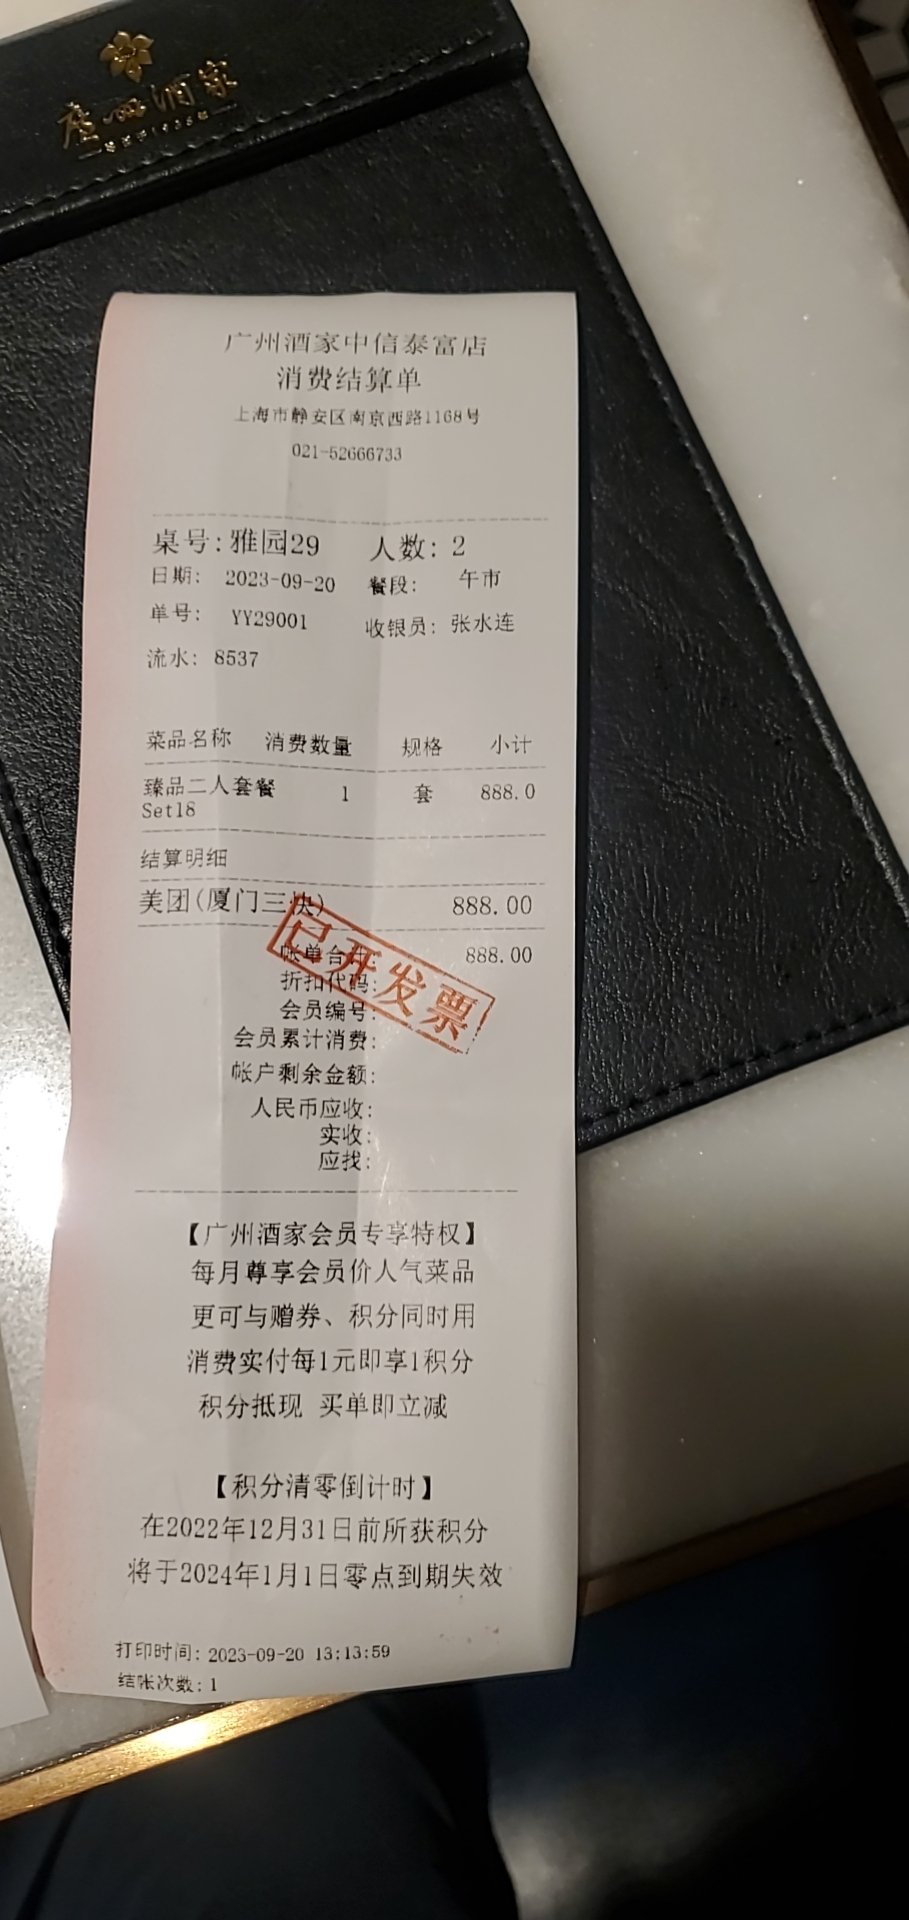 广州酒家
广州酒家中信泰富店
消费结算单
上海市静安区南京西路1168号
021-52666733
桌号:雅园29 人数: 2
日期: 2023-09-20 餐段: 午市
单号: YY29001 收银员: 张水连
流水: 8537
菜品名称 消费数量 规格 小计
臻品二人套餐 1 套 888.0
Set18
结算明细
美团(厦门三快) 888.00
帐单合计: 888.00
已开发票
折扣代码:
会员编号:
会员累计消费:
帐户剩余金额:
人民币应收:
实收:
应找:
【广州酒家会员专享特权】
每月尊享会员价人气菜品
更可与赠券、积分同时用
消费实付每1元即享1积分
积分抵现 买单即立减
【积分清零倒计时】
在2022年12月31日前所获积分
将于2024年1月1日零点到期失效
打印时间: 2023-09-20 13:13:59
结帐次数: 1